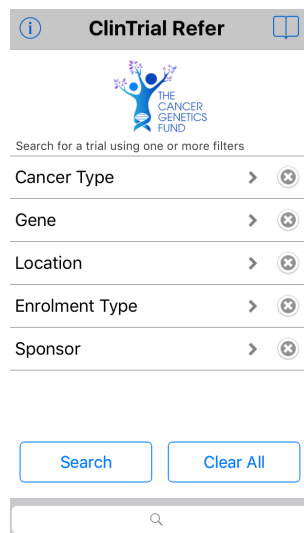 ClinTrial Refer
THE
CANCER
GENETICS
FUND
Search for a trial using one or more filters
Cancer Type
Gene
Location
Enrolment Type
Sponsor
Search
Clear All